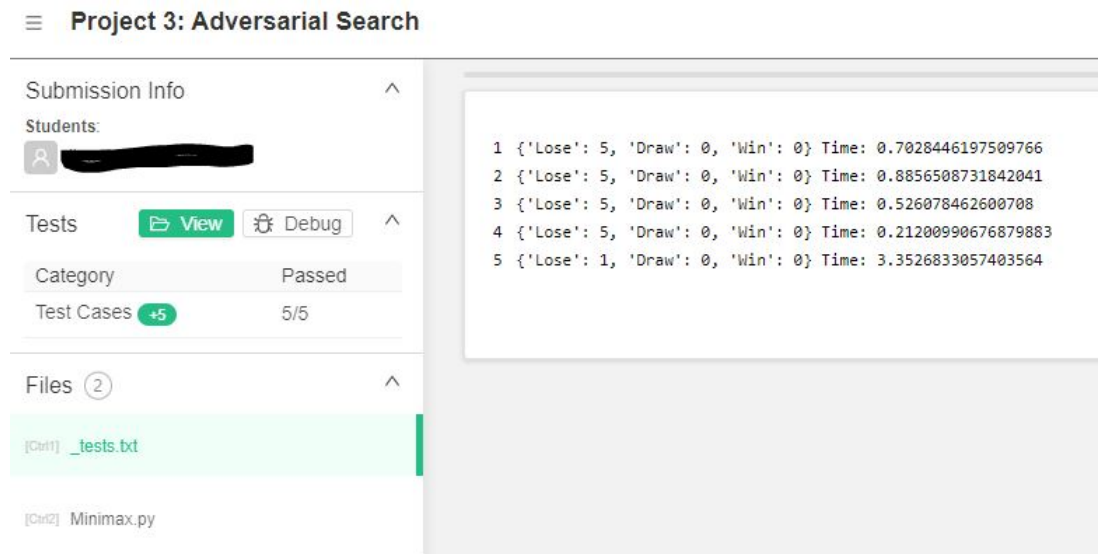 Project 3: Adversarial Search
Submission Info
Students:
Tests View Debug
Category Passed
Test Cases +5 5/5
Files 2
[Ctrl1] _tests.txt
[Ctrl2] Minimax.py
1 {'Lose': 5, 'Draw': 0, 'Win': 0} Time: 0.7028446197509766
2 {'Lose': 5, 'Draw': 0, 'Win': 0} Time: 0.8856508731842041
3 {'Lose': 5, 'Draw': 0, 'Win': 0} Time: 0.526078462600708
4 {'Lose': 5, 'Draw': 0, 'Win': 0} Time: 0.21200990676879883
5 {'Lose': 1, 'Draw': 0, 'Win': 0} Time: 3.3526833057403564